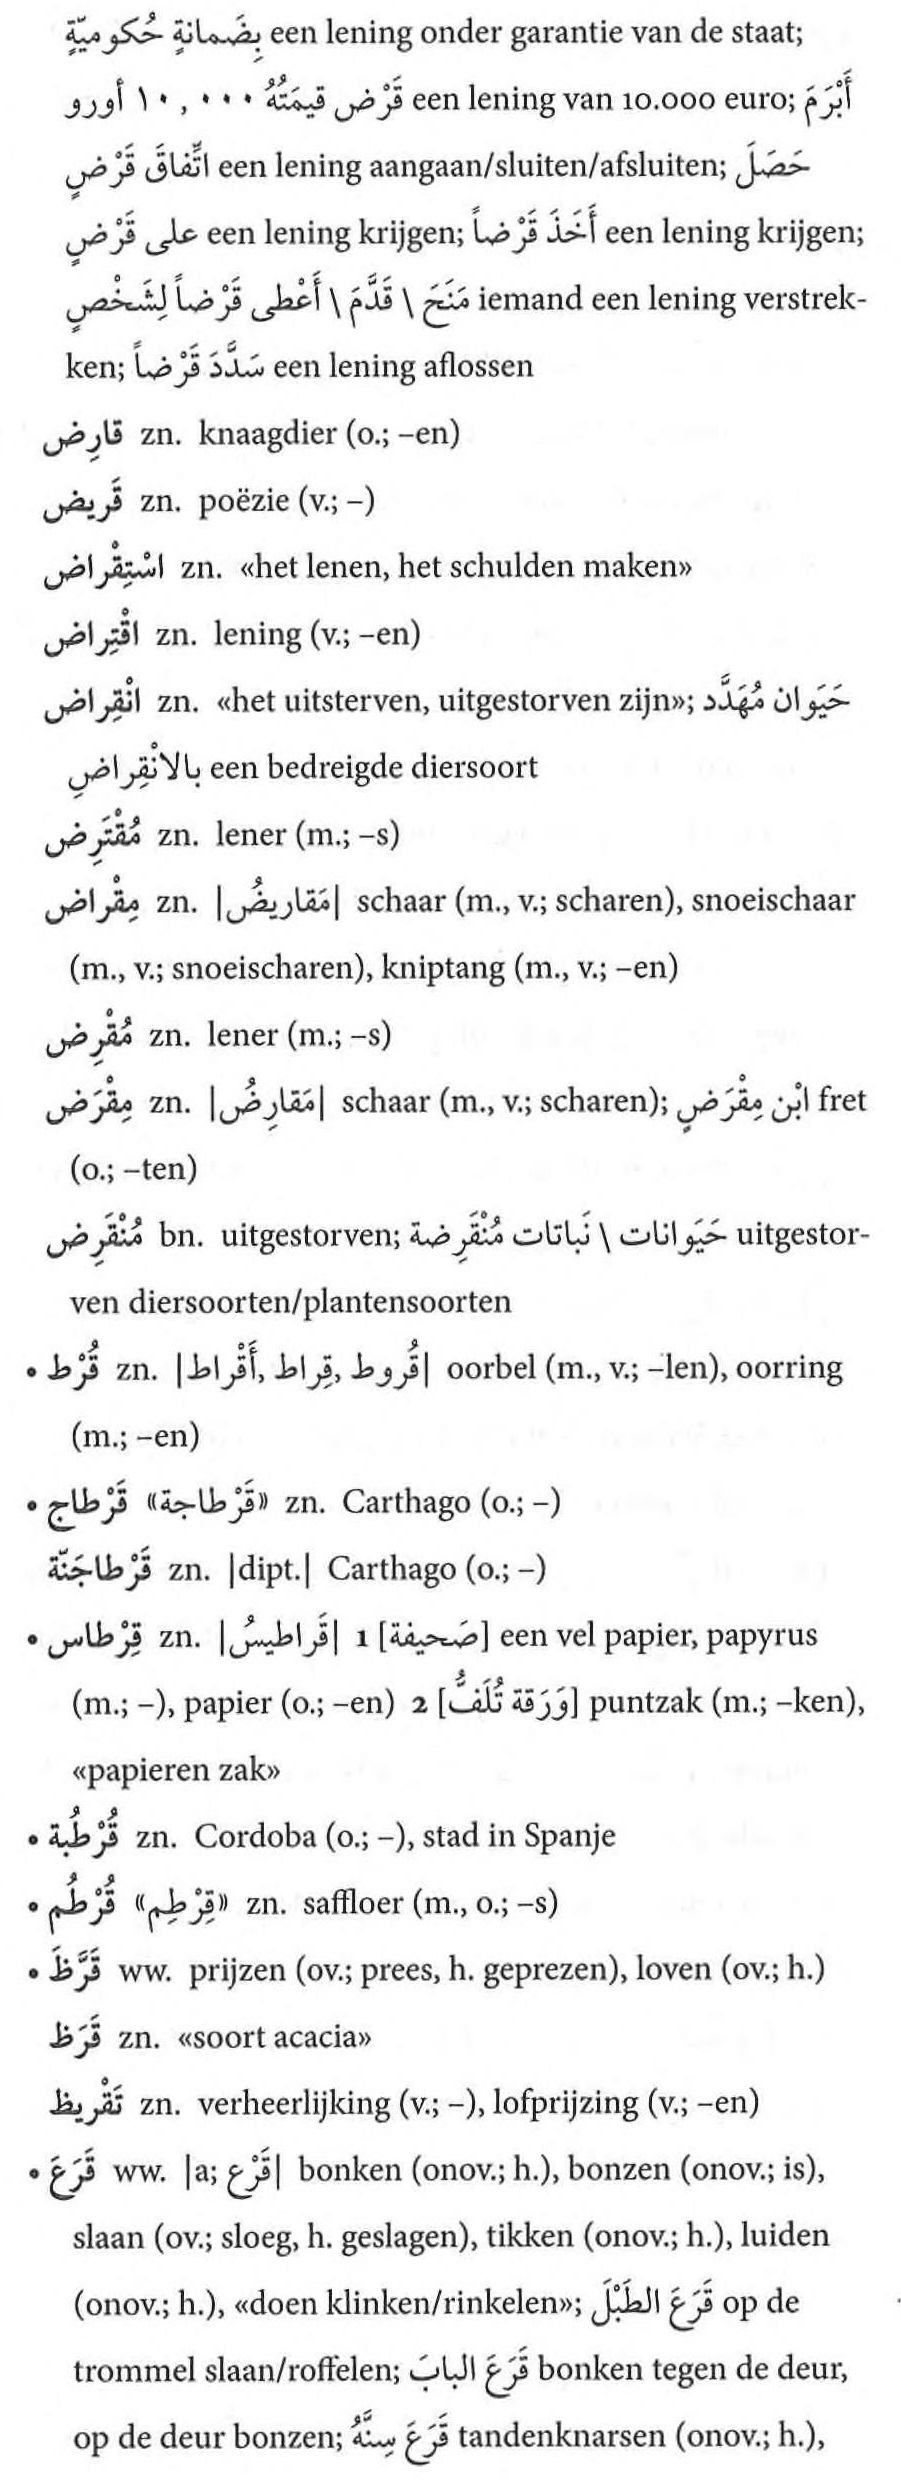 بِضَمانةٍ حُكوميّةٍ een lening onder garantie van de staat;
قَرْض قيمَتُهُ ١٠,٠٠٠ أورو een lening van 10.000 euro; أَبْرَمَ
اتِّفاقَ قَرْضٍ een lening aangaan/sluiten/afsluiten; حَصَلَ
على قَرْضٍ een lening krijgen; أَخَذَ قَرْضاً een lening krijgen;
مَنَحَ \ قَدَّمَ \ أَعْطى قَرْضاً لِشَخْصٍ iemand een lening verstrek-
ken; سَدَّدَ قَرْضاً een lening aflossen
قارِض zn. knaagdier (o.; –en)
قَريض zn. poëzie (v.; –)
اسْتِقْراض zn. «het lenen, het schulden maken»
اقْتِراض zn. lening (v.; –en)
انْقِراض zn. «het uitsterven, uitgestorven zijn»; حَيَوان مُهَدَّد
بالانْقِراضِ een bedreigde diersoort
مُقْتَرِض zn. lener (m.; –s)
مِقْراض zn. |مَقاريضُ| schaar (m., v.; scharen), snoeischaar
(m., v.; snoeischaren), kniptang (m., v.; –en)
مُقْرِض zn. lener (m.; –s)
مِقْرَض zn. |مَقارِضُ| schaar (m., v.; scharen); ابْن مِقْرَضٍ fret
(o.; –ten)
مُنْقَرِض bn. uitgestorven; حَيَوانات \ نَباتات مُنْقَرِضة uitgestor-
ven diersoorten/plantensoorten
• قُرْط zn. |أَقْراط, قِراط, قُروط| oorbel (m., v.; –len), oorring
(m.; –en)
• قَرْطاج «قَرْطاجة» zn. Carthago (o.; –)
قَرْطاجَنّة zn. |dipt.| Carthago (o.; –)
• قِرْطاس zn. |قَراطيسُ| 1 [صَحيفة] een vel papier, papyrus
(m.; –), papier (o.; –en) 2 [وَرَقة تُلَفُّ] puntzak (m.; –ken),
«papieren zak»
• قُرْطُبة zn. Cordoba (o.; –), stad in Spanje
• قُرْطُم «قِرْطِم» zn. saffloer (m., o.; –s)
• قَرَّظَ ww. prijzen (ov.; prees, h. geprezen), loven (ov.; h.)
قَرَظ zn. «soort acacia»
تَقْريظ zn. verheerlijking (v.; –), lofprijzing (v.; –en)
• قَرَعَ ww. |a; قَرْع| bonken (onov.; h.), bonzen (onov.; is),
slaan (ov.; sloeg, h. geslagen), tikken (onov.; h.), luiden
(onov.; h.), «doen klinken/rinkelen»; قَرَعَ الطَبْلَ op de
trommel slaan/roffelen; قَرَعَ البابَ bonken tegen de deur,
op de deur bonzen; قَرَعَ سِنَّهُ tandenknarsen (onov.; h.),